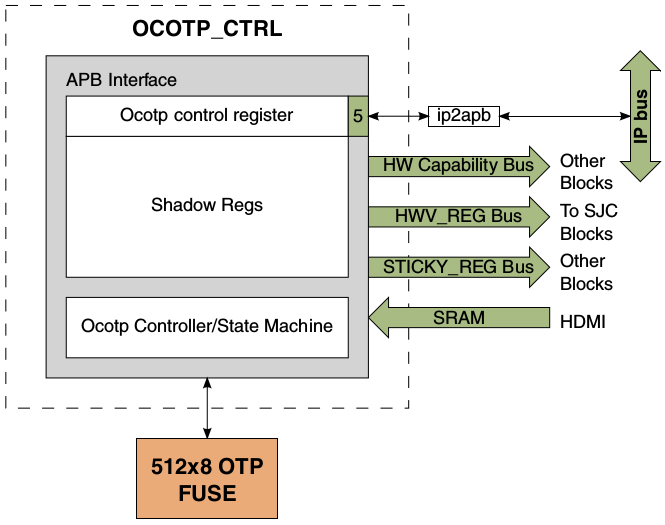 OCOTP_CTRL
APB Interface
Ocotp control register
5
ip2apb
IP bus
Shadow Regs
HW Capability Bus
Other
Blocks
HWV_REG Bus
To SJC
Blocks
STICKY_REG Bus
Other
Blocks
Ocotp Controller/State Machine
SRAM
HDMI
512x8 OTP
FUSE